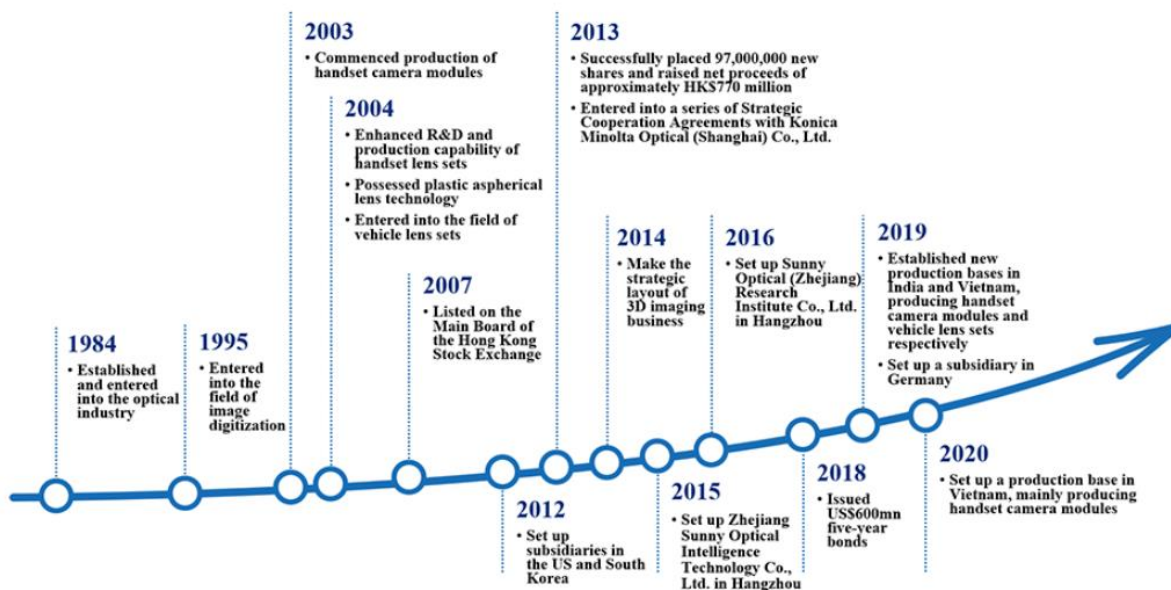 1984
• Established
and entered
into the optical
industry
1995
• Entered
into the
field of
image
digitization
2003
• Commenced production of
handset camera modules
2004
• Enhanced R&D and
production capability of
handset lens sets
• Possessed plastic aspherical
lens technology
• Entered into the field of
vehicle lens sets
2007
• Listed on the
Main Board of
the Hong Kong
Stock Exchange
2012
• Set up
subsidiaries in
the US and South
Korea
2013
• Successfully placed 97,000,000 new
shares and raised net proceeds of
approximately HK$770 million
• Entered into a series of Strategic
Cooperation Agreements with Konica
Minolta Optical (Shanghai) Co., Ltd.
2014
• Make the
strategic
layout of
3D imaging
business
2015
• Set up Zhejiang
Sunny Optical
Intelligence
Technology Co.,
Ltd. in Hangzhou
2016
• Set up Sunny
Optical (Zhejiang)
Research
Institute Co., Ltd.
in Hangzhou
2018
• Issued
US$600mn
five-year
bonds
2019
• Established new
production bases in
India and Vietnam,
producing handset
camera modules and
vehicle lens sets
respectively
• Set up a subsidiary in
Germany
2020
• Set up a production base in
Vietnam, mainly producing
handset camera modules